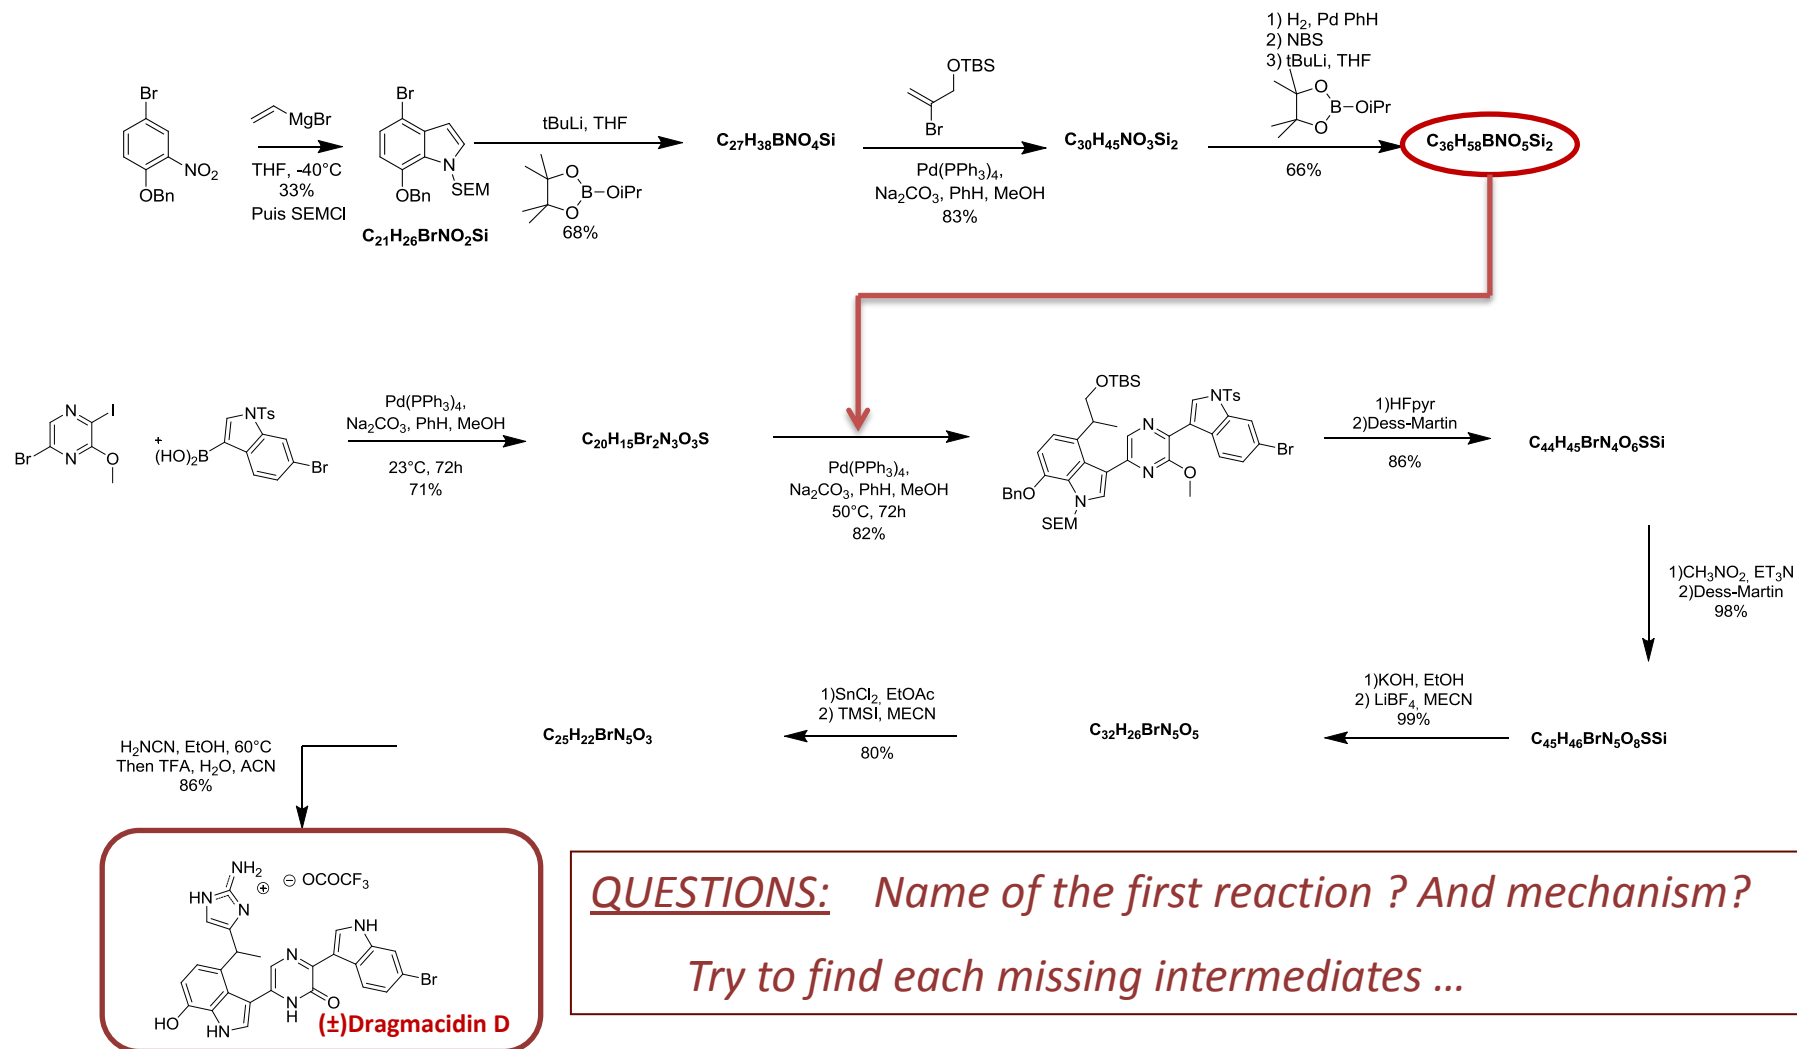 Br
NO2
OBn
MgBr
THF, -40°C
33%
Puis SEMCl
Br
N
SEM
OBn
C21H26BrNO2Si
tBuLi, THF
O
B
O
OiPr
68%
C27H38BNO4Si
OTBS
Br
Pd(PPh3)4,
Na2CO3, PhH, MeOH
83%
C30H45NO3Si2
1) H2, Pd PhH
2) NBS
3) tBuLi, THF
O
B
O
OiPr
66%
C36H58BNO5Si2
N
I
Br
N
O
+
(HO)2B
NTs
Br
Pd(PPh3)4,
Na2CO3, PhH, MeOH
23°C, 72h
71%
C20H15Br2N3O3S
Pd(PPh3)4,
Na2CO3, PhH, MeOH
50°C, 72h
82%
OTBS
NTs
N
Br
N
O
BnO
N
SEM
1)HFpyr
2)Dess-Martin
86%
C44H45BrN4O6SSi
1)CH3NO2, ET3N
2)Dess-Martin
98%
C45H46BrN5O8SSi
1)KOH, EtOH
2) LiBF4, MECN
99%
C32H26BrN5O5
1)SnCl2, EtOAc
2) TMSI, MECN
80%
C25H22BrN5O3
H2NCN, EtOH, 60°C
Then TFA, H2O, ACN
86%
NH2
HN
+
N
⊖ OCOCF3
NH
N
Br
N
H
O
HO
HN
(±)Dragmacidin D
QUESTIONS: Name of the first reaction ? And mechanism?
Try to find each missing intermediates ...